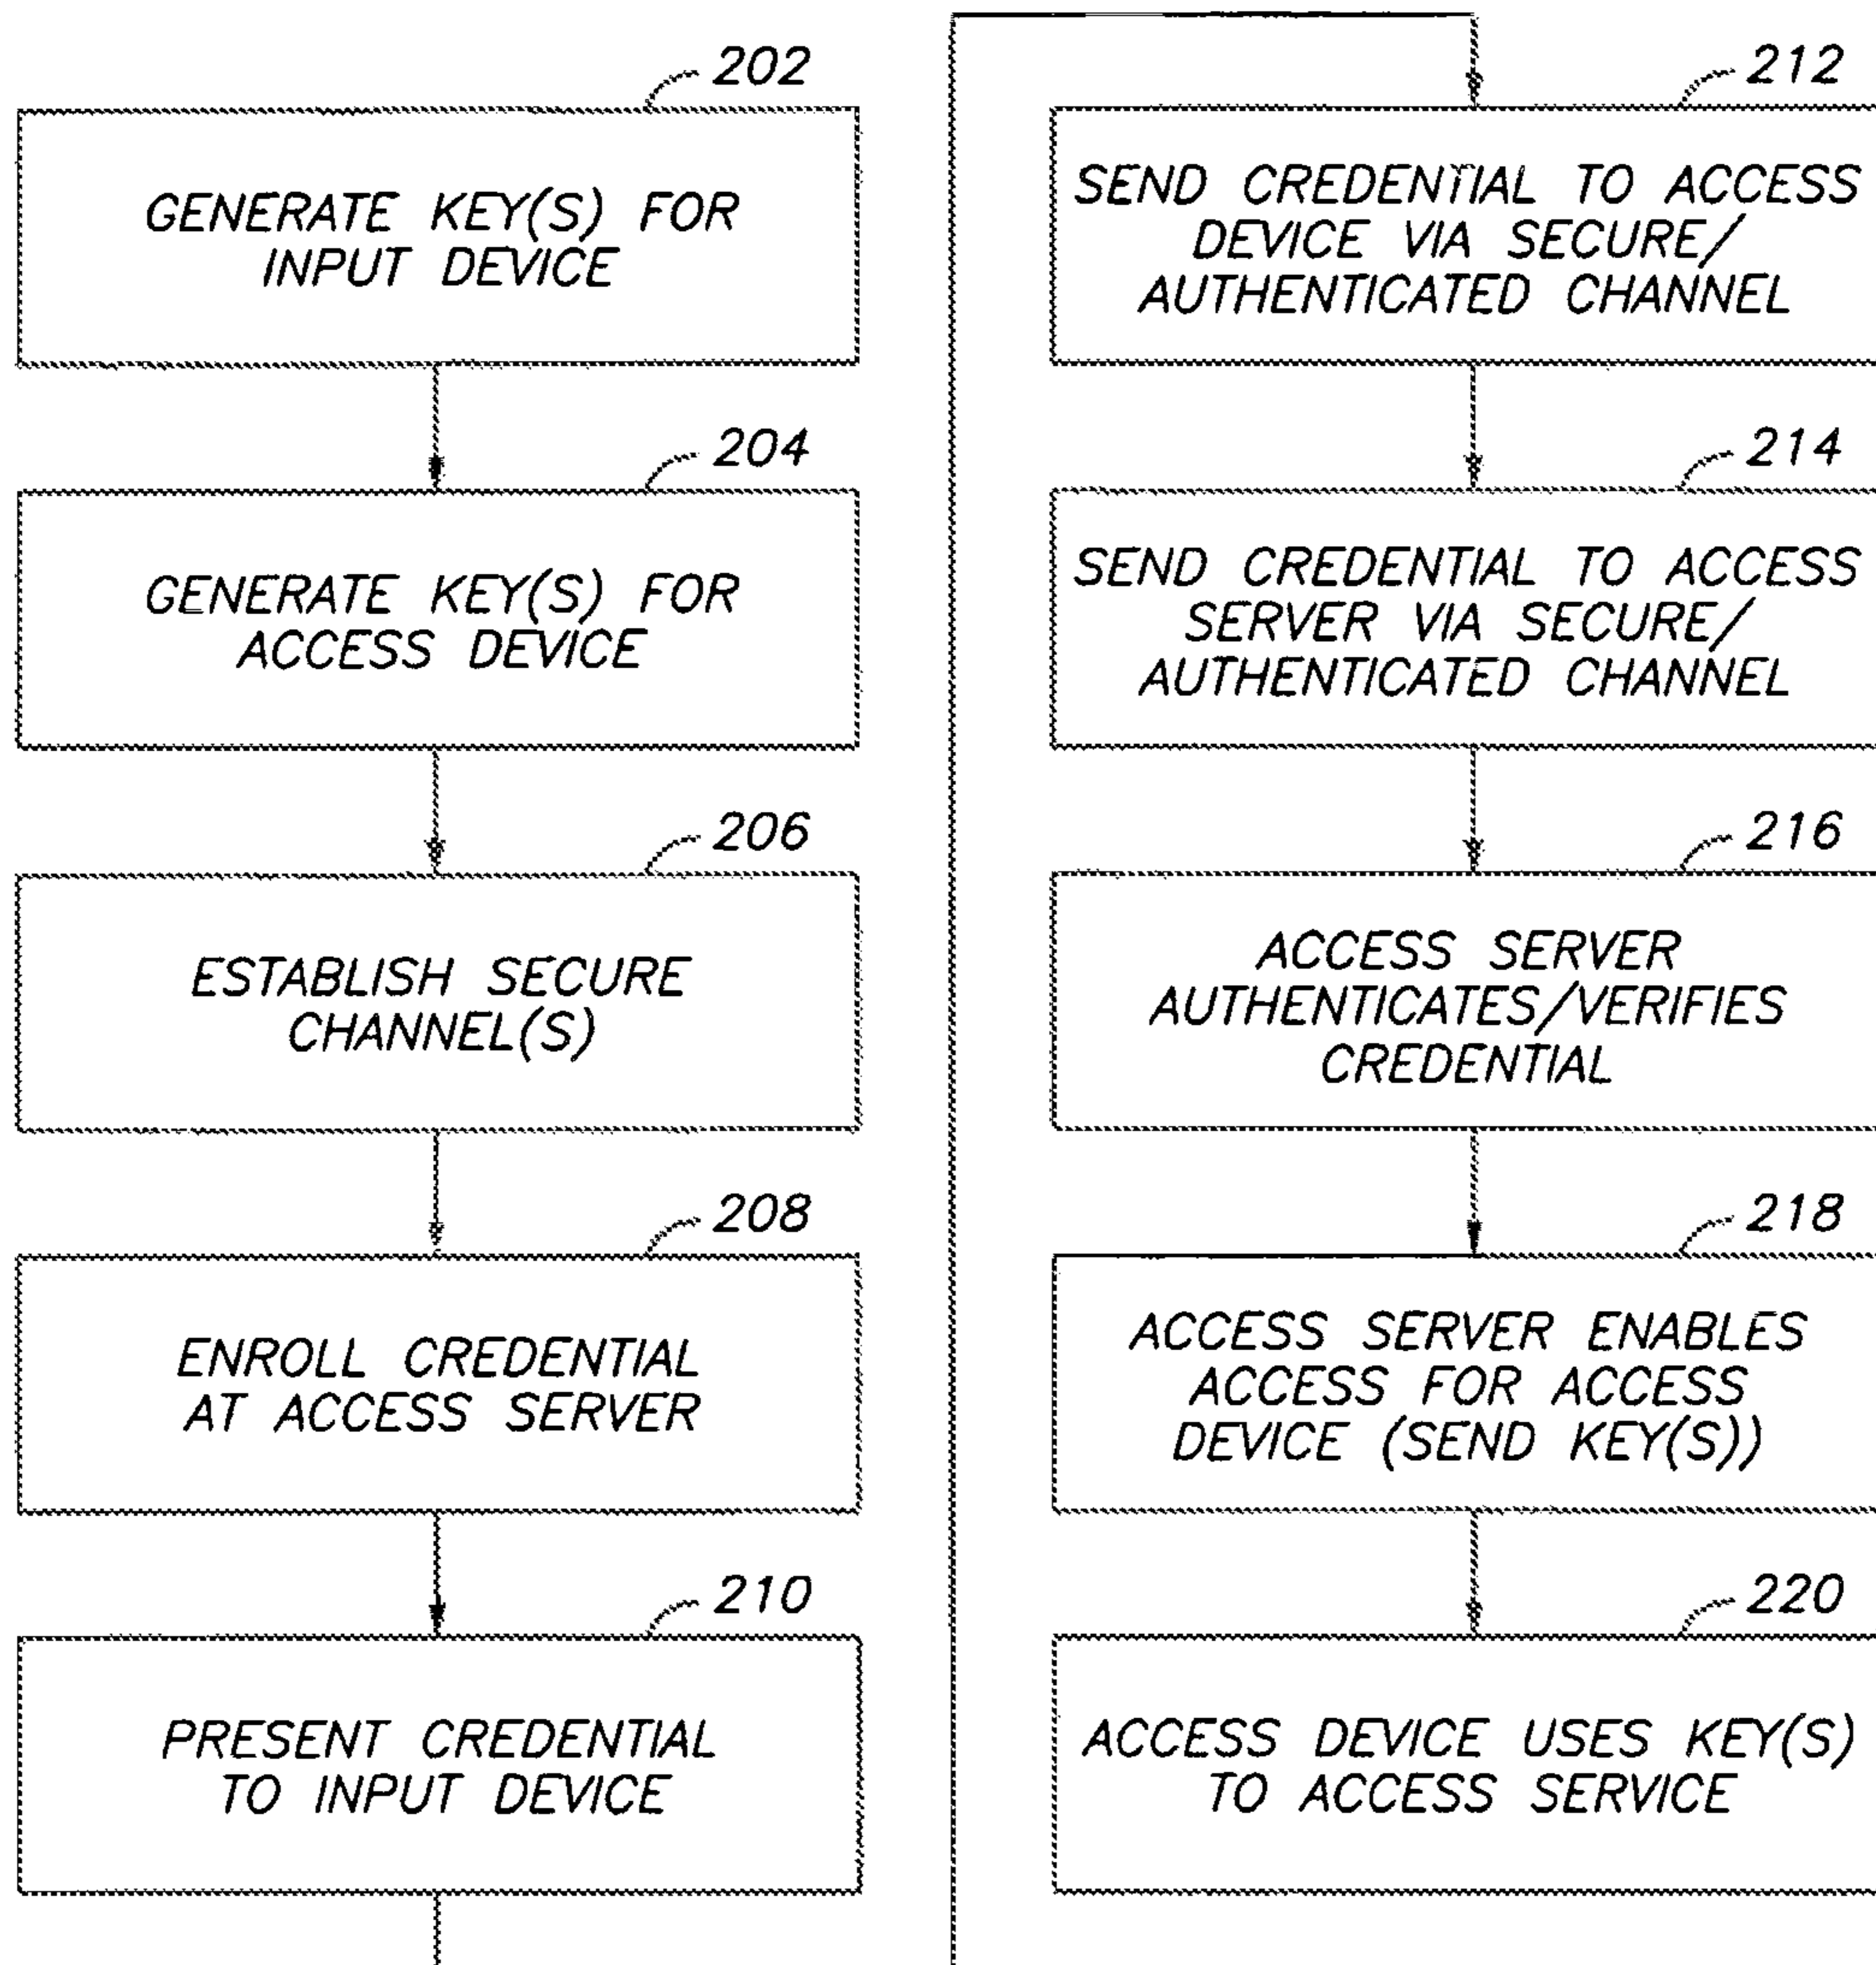 202
GENERATE KEY(S) FOR
INPUT DEVICE
204
GENERATE KEY(S) FOR
ACCESS DEVICE
206
ESTABLISH SECURE
CHANNEL(S)
208
ENROLL CREDENTIAL
AT ACCESS SERVER
210
PRESENT CREDENTIAL
TO INPUT DEVICE
212
SEND CREDENTIAL TO ACCESS
DEVICE VIA SECURE/
AUTHENTICATED CHANNEL
214
SEND CREDENTIAL TO ACCESS
SERVER VIA SECURE/
AUTHENTICATED CHANNEL
216
ACCESS SERVER
AUTHENTICATES/VERIFIES
CREDENTIAL
218
ACCESS SERVER ENABLES
ACCESS FOR ACCESS
DEVICE (SEND KEY(S))
220
ACCESS DEVICE USES KEY(S)
TO ACCESS SERVICE